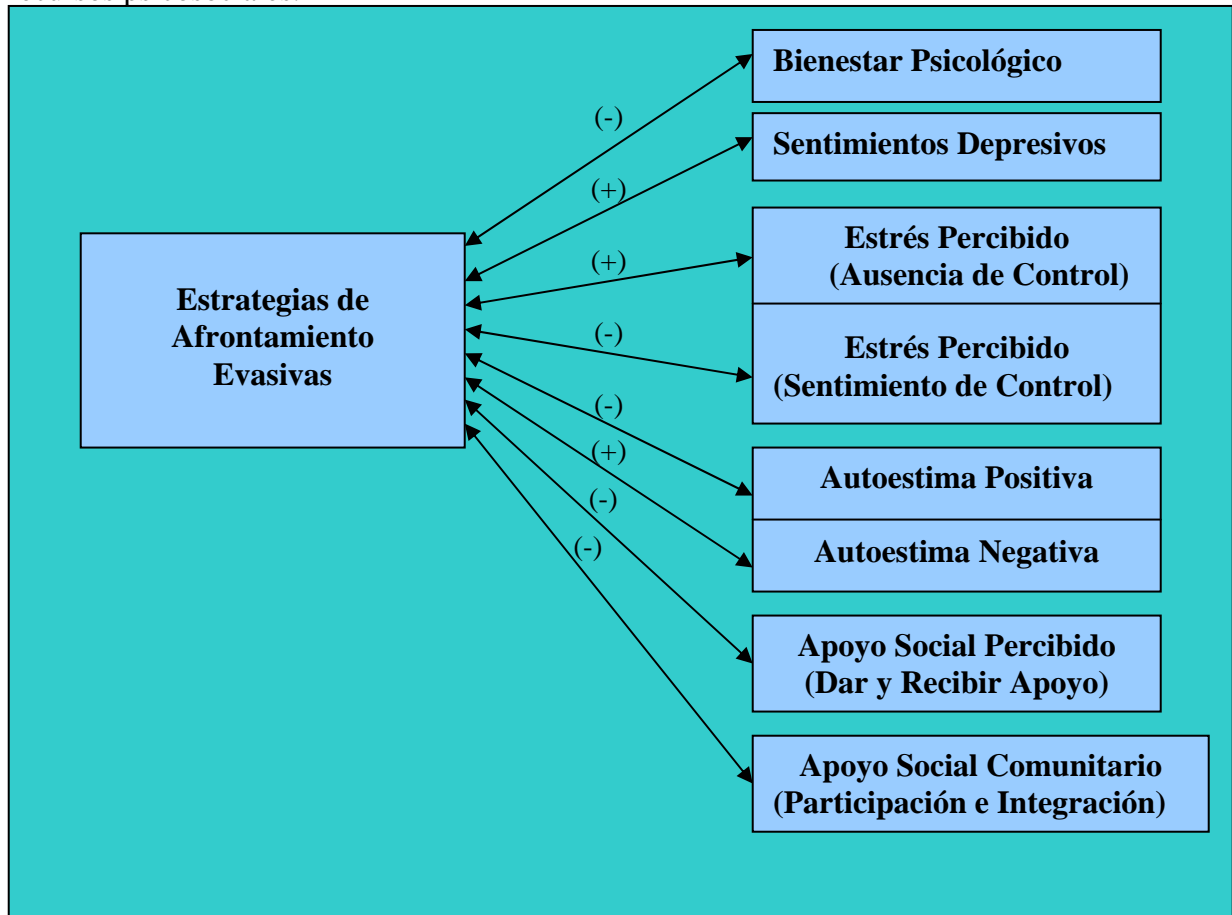 Bienestar Psicológico
(-)
Sentimientos Depresivos
(+)
Estrés Percibido
(Ausencia de Control)
(+)
Estrategias de
Afrontamiento
Evasivas
(-)
Estrés Percibido
(Sentimiento de Control)
(-)
(+)
Autoestima Positiva
(-)
(-)
Autoestima Negativa
Apoyo Social Percibido
(Dar y Recibir Apoyo)
Apoyo Social Comunitario
(Participación e Integración)